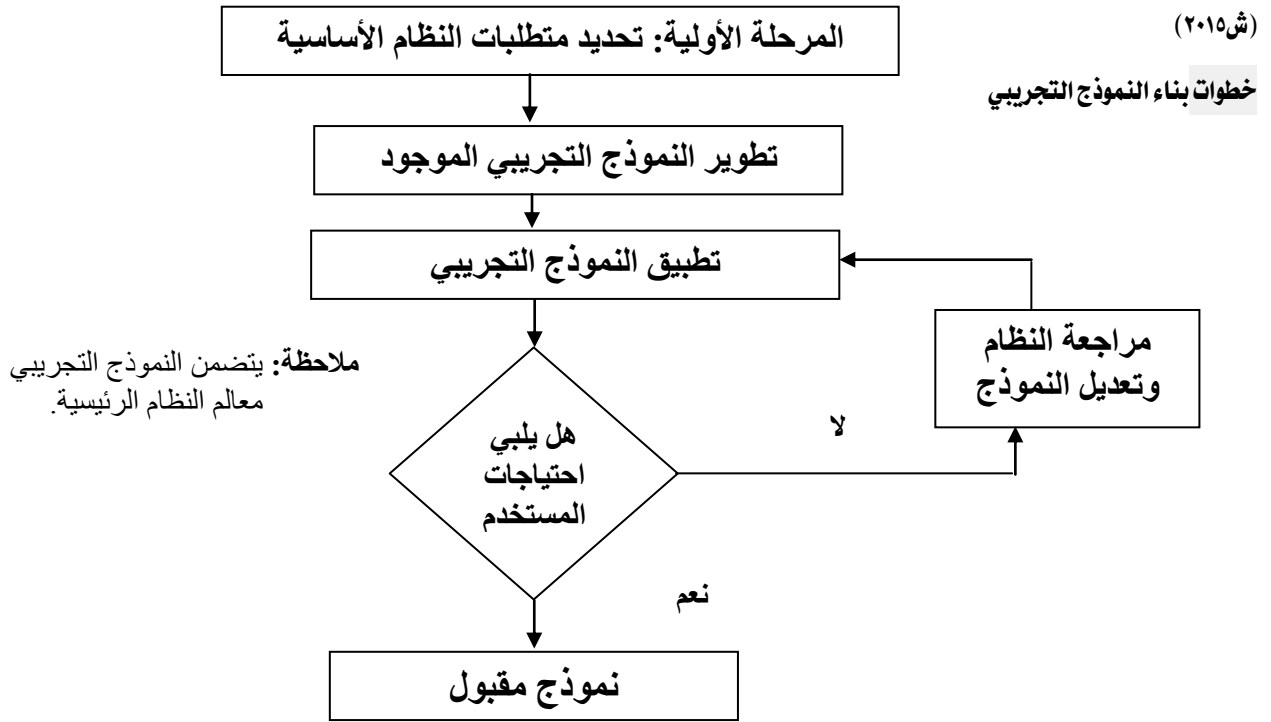 (ش٢٠١٥)
خطوات بناء النموذج التجريبي
المرحلة الأولية: تحديد متطلبات النظام الأساسية
تطوير النموذج التجريبي الموجود
تطبيق النموذج التجريبي
مراجعة النظام
وتعديل النموذج
ملاحظة: يتضمن النموذج التجريبي
معالم النظام الرئيسية.
هل يلبي
احتياجات
المستخدم
لا
نعم
نموذج مقبول